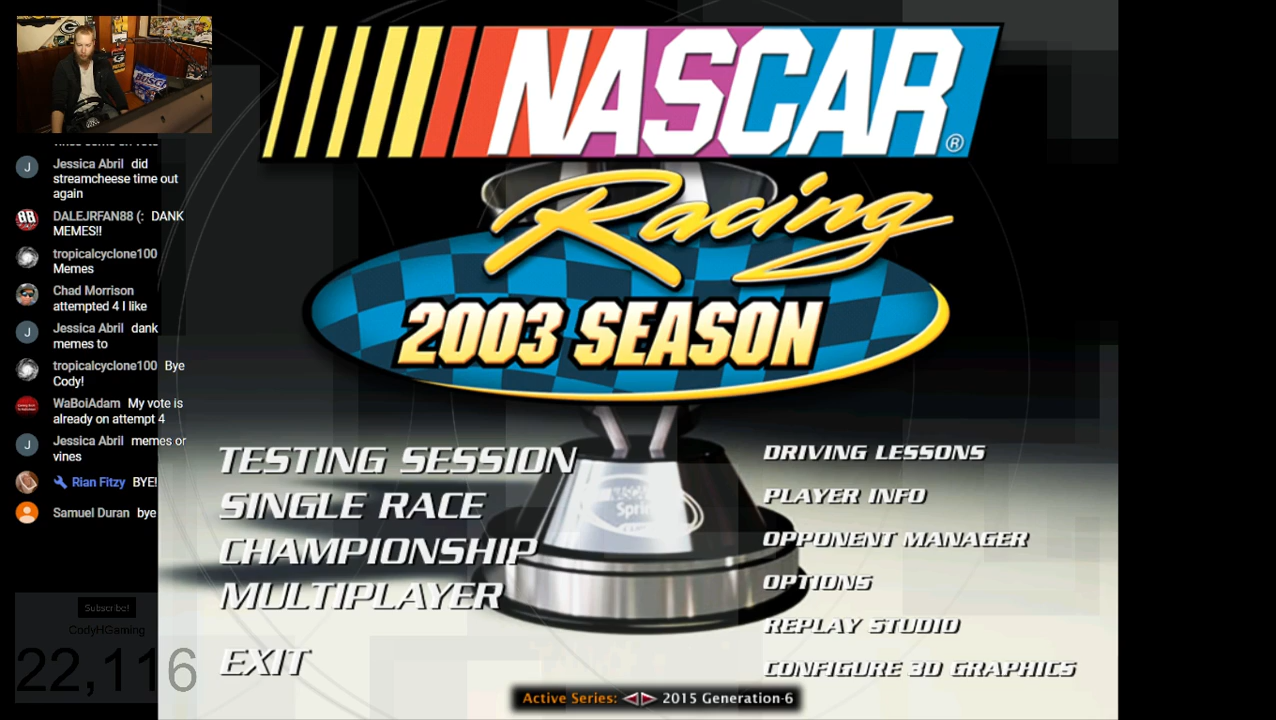 NASCAR®
Racing
2003 SEASON
Jessica Abril did
streamcheese time out
again
DALEJRFAN88 (: DANK
MEMES!!
tropicalcyclone100
Memes
Chad Morrison
attempted 4 I like
Jessica Abril dank
memes to
tropicalcyclone100 Bye
Cody!
WaBoiAdam My vote is
already on attempt 4
Jessica Abril memes or
vines
Rian Fitzy BYE!
Samuel Duran bye
Subscribe!
CodyHGaming
22,116
TESTING SESSION
SINGLE RACE
CHAMPIONSHIP
MULTIPLAYER
EXIT
NASCAR
Sprint
CUP
DRIVING LESSONS
PLAYER INFO
OPPONENT MANAGER
OPTIONS
REPLAY STUDIO
CONFIGURE 3D GRAPHICS
Active Series: 2015 Generation-6